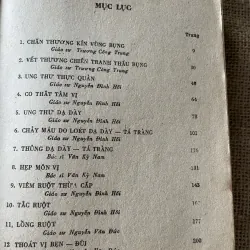 MỤC LỤC
Trang
1. CHẤN THƯƠNG KÍN VÙNG BỤNG
Giáo sư Trương Công Trung 9
2. VẾT THƯƠNG CHIẾN TRANH THẤU BỤNG
Giáo sư Trương Công Trung
3. UNG THƯ THỰC QUẢN
Giáo sư Nguyễn Đình Hối
4. CO THẮT TÂM VỊ
Giáo sư Nguyễn Đình Hối
5. UNG THƯ DẠ DÀY
Giáo sư Nguyễn Đình Hối
6. CHẢY MÁU DO LOÉT DẠ DÀY — TÁ TRÀNG
Giáo sư Nguyễn Đình Hối
7. THỦNG DẠ DÀY — TÁ TRÀNG
Bác sĩ Văn Kỳ Nam
8. HẸP MÔN VỊ
Bác sĩ Văn Kỳ Nam
9. VIÊM RUỘT THỪA CẤP
Giáo sư Nguyễn Đình Hối
10. TẮC RUỘT
Giáo sư Nguyễn Đình Hối
11. LỒNG RUỘT
Giáo sư Nguyễn Văn Đức
12 THOÁT VỊ BẸN — ĐÙI